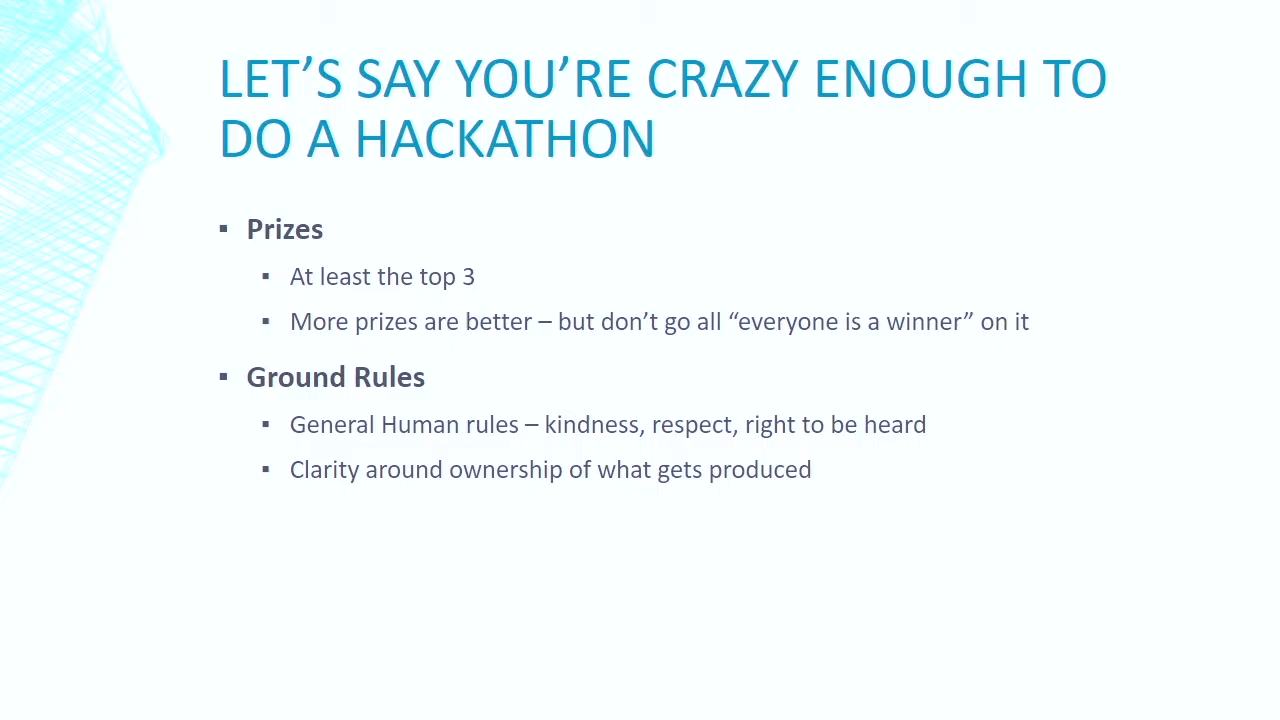 LET’S SAY YOU’RE CRAZY ENOUGH TO
DO A HACKATHON
▪ Prizes
▪ At least the top 3
▪ More prizes are better – but don’t go all “everyone is a winner” on it
▪ Ground Rules
▪ General Human rules – kindness, respect, right to be heard
▪ Clarity around ownership of what gets produced